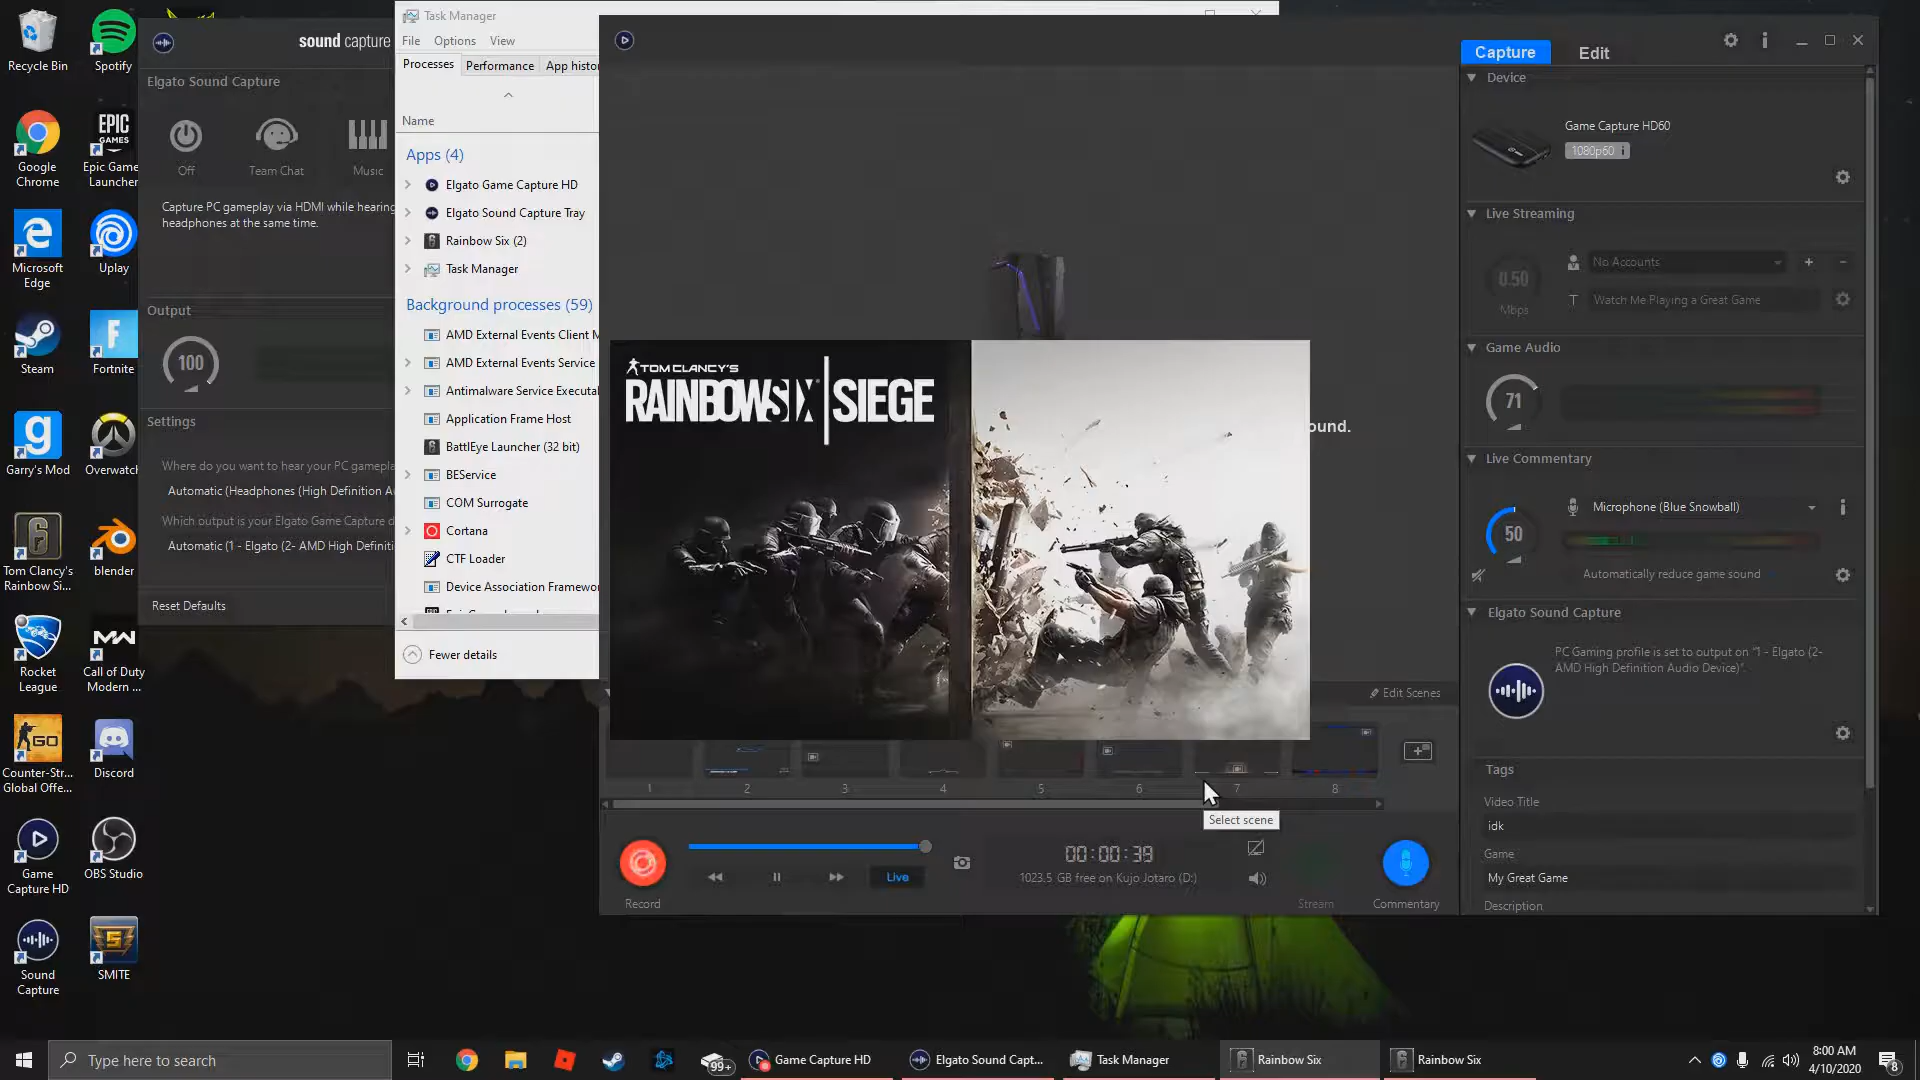 Recycle Bin
Spotify
Google
Chrome
Epic Game
Launcher
EPIC
GAMES
Microsoft
Edge
Uplay
Steam
Fortnite
Garry's Mod
Overwatch
Tom Clancy's
Rainbow Si...
blender
Rocket
League
Call of Duty
Modern ...
Counter-Str...
Global Offe...
Discord
Game
Capture HD
OBS Studio
Sound
Capture
SMITE
sound capture
Elgato Sound Capture
Off
Team Chat
Music
Capture PC gameplay via HDMI while hearing
headphones at the same time.
Output
100
Settings
Where do you want to hear your PC gamepla
Automatic (Headphones (High Definition Au
Which output is your Elgato Game Capture d
Automatic (1 - Elgato (2- AMD High Definiti
Reset Defaults
Task Manager
File Options View
Processes Performance App histo
Name
Apps (4)
Elgato Game Capture HD
Elgato Sound Capture Tray
Rainbow Six (2)
Task Manager
Background processes (59)
AMD External Events Client M
AMD External Events Service
Antimalware Service Executa
Application Frame Host
BattlEye Launcher (32 bit)
BEService
COM Surrogate
Cortana
CTF Loader
Device Association Framewo
Fewer details
TOM CLANCY'S
RAINBOWSIX | SIEGE
ound.
Edit Scenes
1 2 3 4 5 6 7 8
Select scene
Record
Live
00:00:39
1023.5 GB free on Kujo Jotaro (D:)
Stream
Commentary
Capture Edit
Device
Game Capture HD60
1080p60 i
Live Streaming
0.50
Mbps
No Accounts
T Watch Me Playing a Great Game
Game Audio
71
Live Commentary
50
Microphone (Blue Snowball)
Automatically reduce game sound
Elgato Sound Capture
PC Gaming profile is set to output on "1 - Elgato (2-
AMD High Definition Audio Device)".
Tags
Video Title
idk
Game
My Great Game
Description
Type here to search
99+
Game Capture HD
Elgato Sound Capt...
Task Manager
Rainbow Six
Rainbow Six
8:00 AM
4/10/2020
8